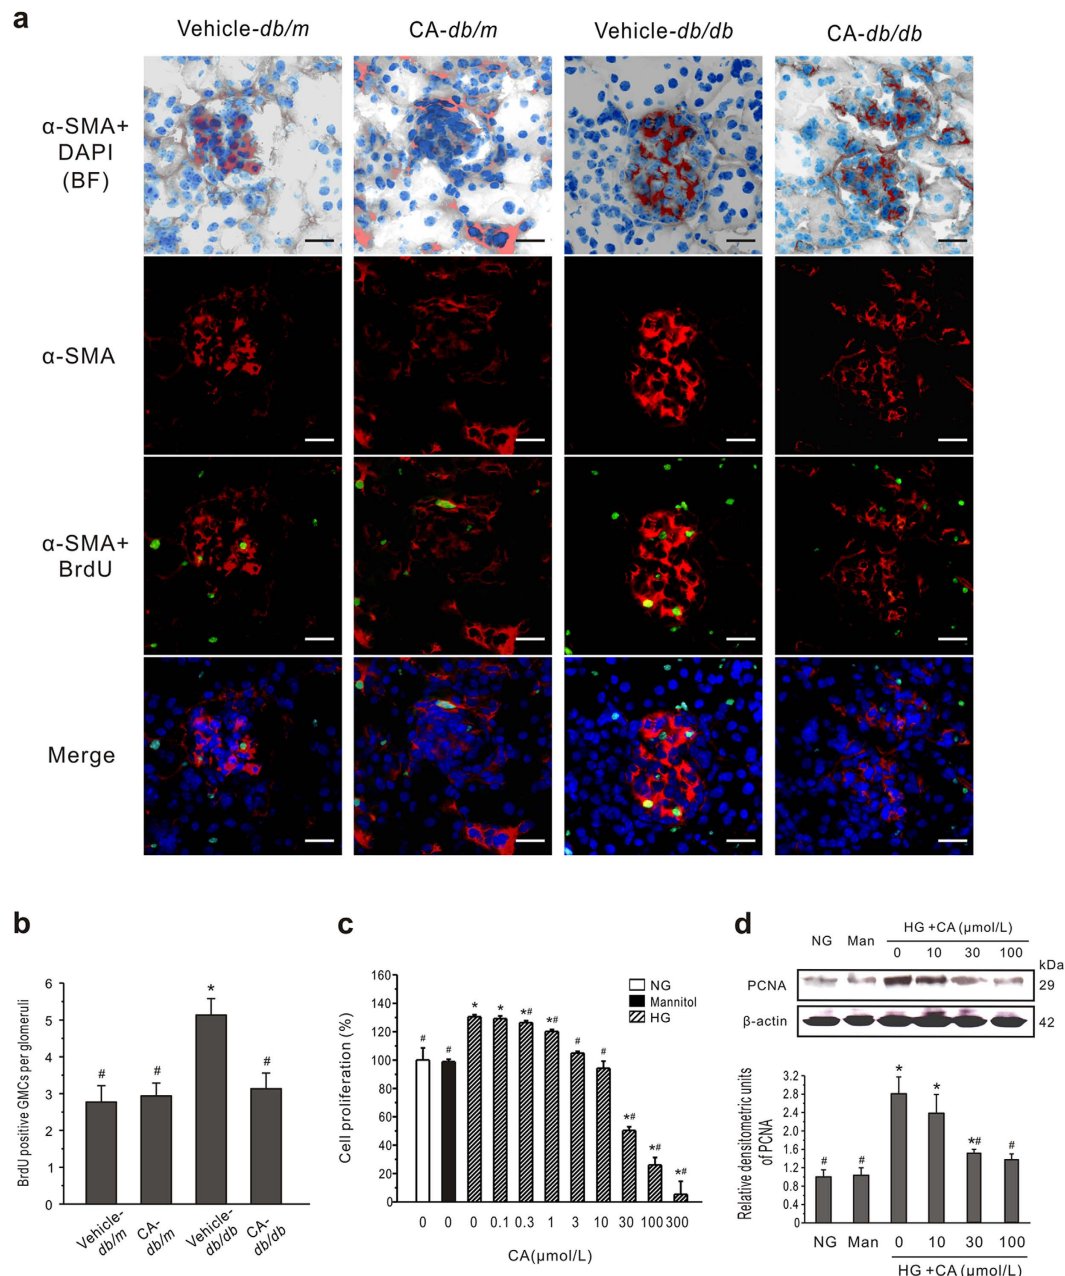 a
Vehicle-db/m
CA-db/m
Vehicle-db/db
CA-db/db
α-SMA+
DAPI
(BF)
α-SMA
α-SMA+
BrdU
Merge
b
BrdU positive GMCs per glomeruli
6
5
4
3
2
1
0
#
#
*
#
Vehicle-
db/m
CA-
db/m
Vehicle-
db/db
CA-
db/db
c
Cell proliferation (%)
160
140
120
100
80
60
40
20
0
NG
Mannitol
HG
#
#
*
*
*#
*#
#
#
*#
*#
*#
0 0 0 0.1 0.3 1 3 10 30 100 300
CA(μmol/L)
d
NG Man HG +CA (μmol/L)
0 10 30 100
kDa
PCNA
29
β-actin
42
Relative densitometric units
of PCNA
3.2
2.8
2.4
2.0
1.6
1.2
0.8
0.4
0
#
#
*
*
*#
#
NG Man 0 10 30 100
HG +CA (μmol/L)